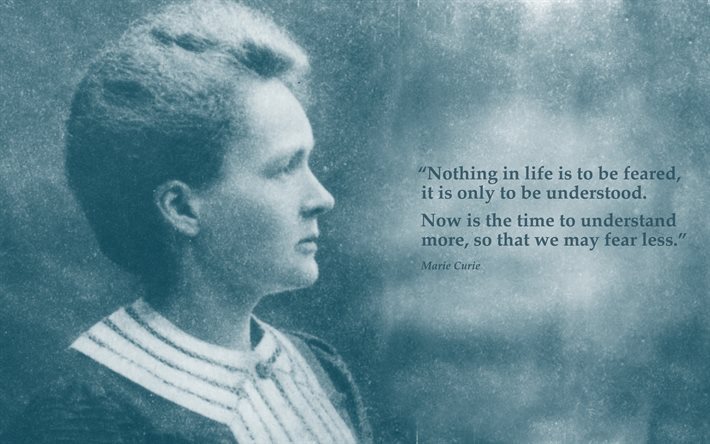 “Nothing in life is to be feared,
it is only to be understood.
Now is the time to understand
more, so that we may fear less.”
Marie Curie